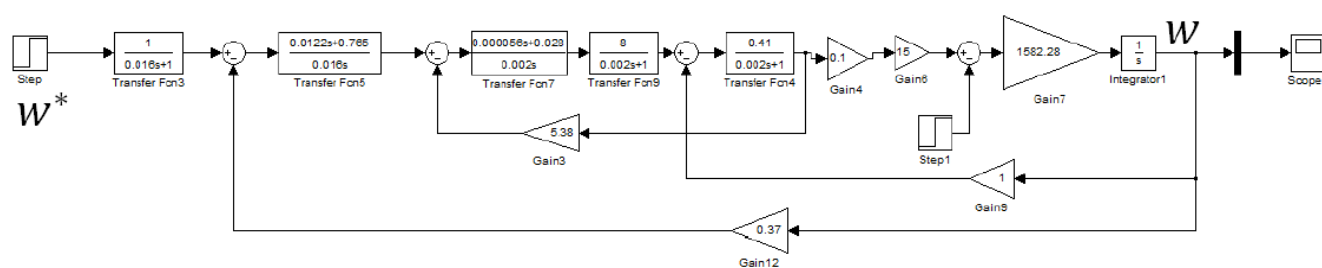 Step
w*
1
0.016s+1
Transfer Fcn3
0.0122s+0.765
0.016s
Transfer Fcn5
0.000056s+0.028
0.002s
Transfer Fcn7
8
0.002s+1
Transfer Fcn9
0.41
0.002s+1
Transfer Fcn4
0.1
Gain4
15
Gain6
1582.28
Gain7
1
s
Integrator1
w
Scope
5.38
Gain3
Step1
1
Gain9
0.37
Gain12